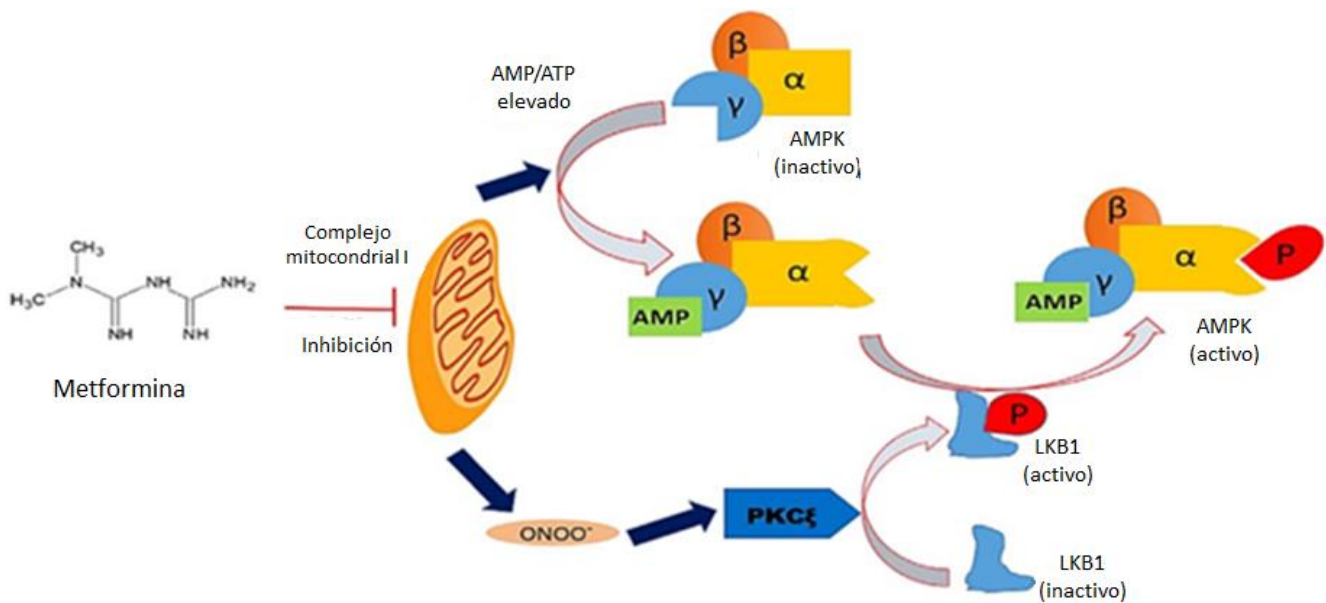 β
α
γ
AMP/ATP
elevado
AMPK
(inactivo)
CH₃
N
H₃C
NH
NH₂
NH
NH
Metformina
Complejo
mitocondrial I
Inhibición
β
α
γ
AMP
β
α
P
γ
AMP
AMPK
(activo)
P
LKB1
(activo)
ONOO⁻
PKCξ
LKB1
(inactivo)